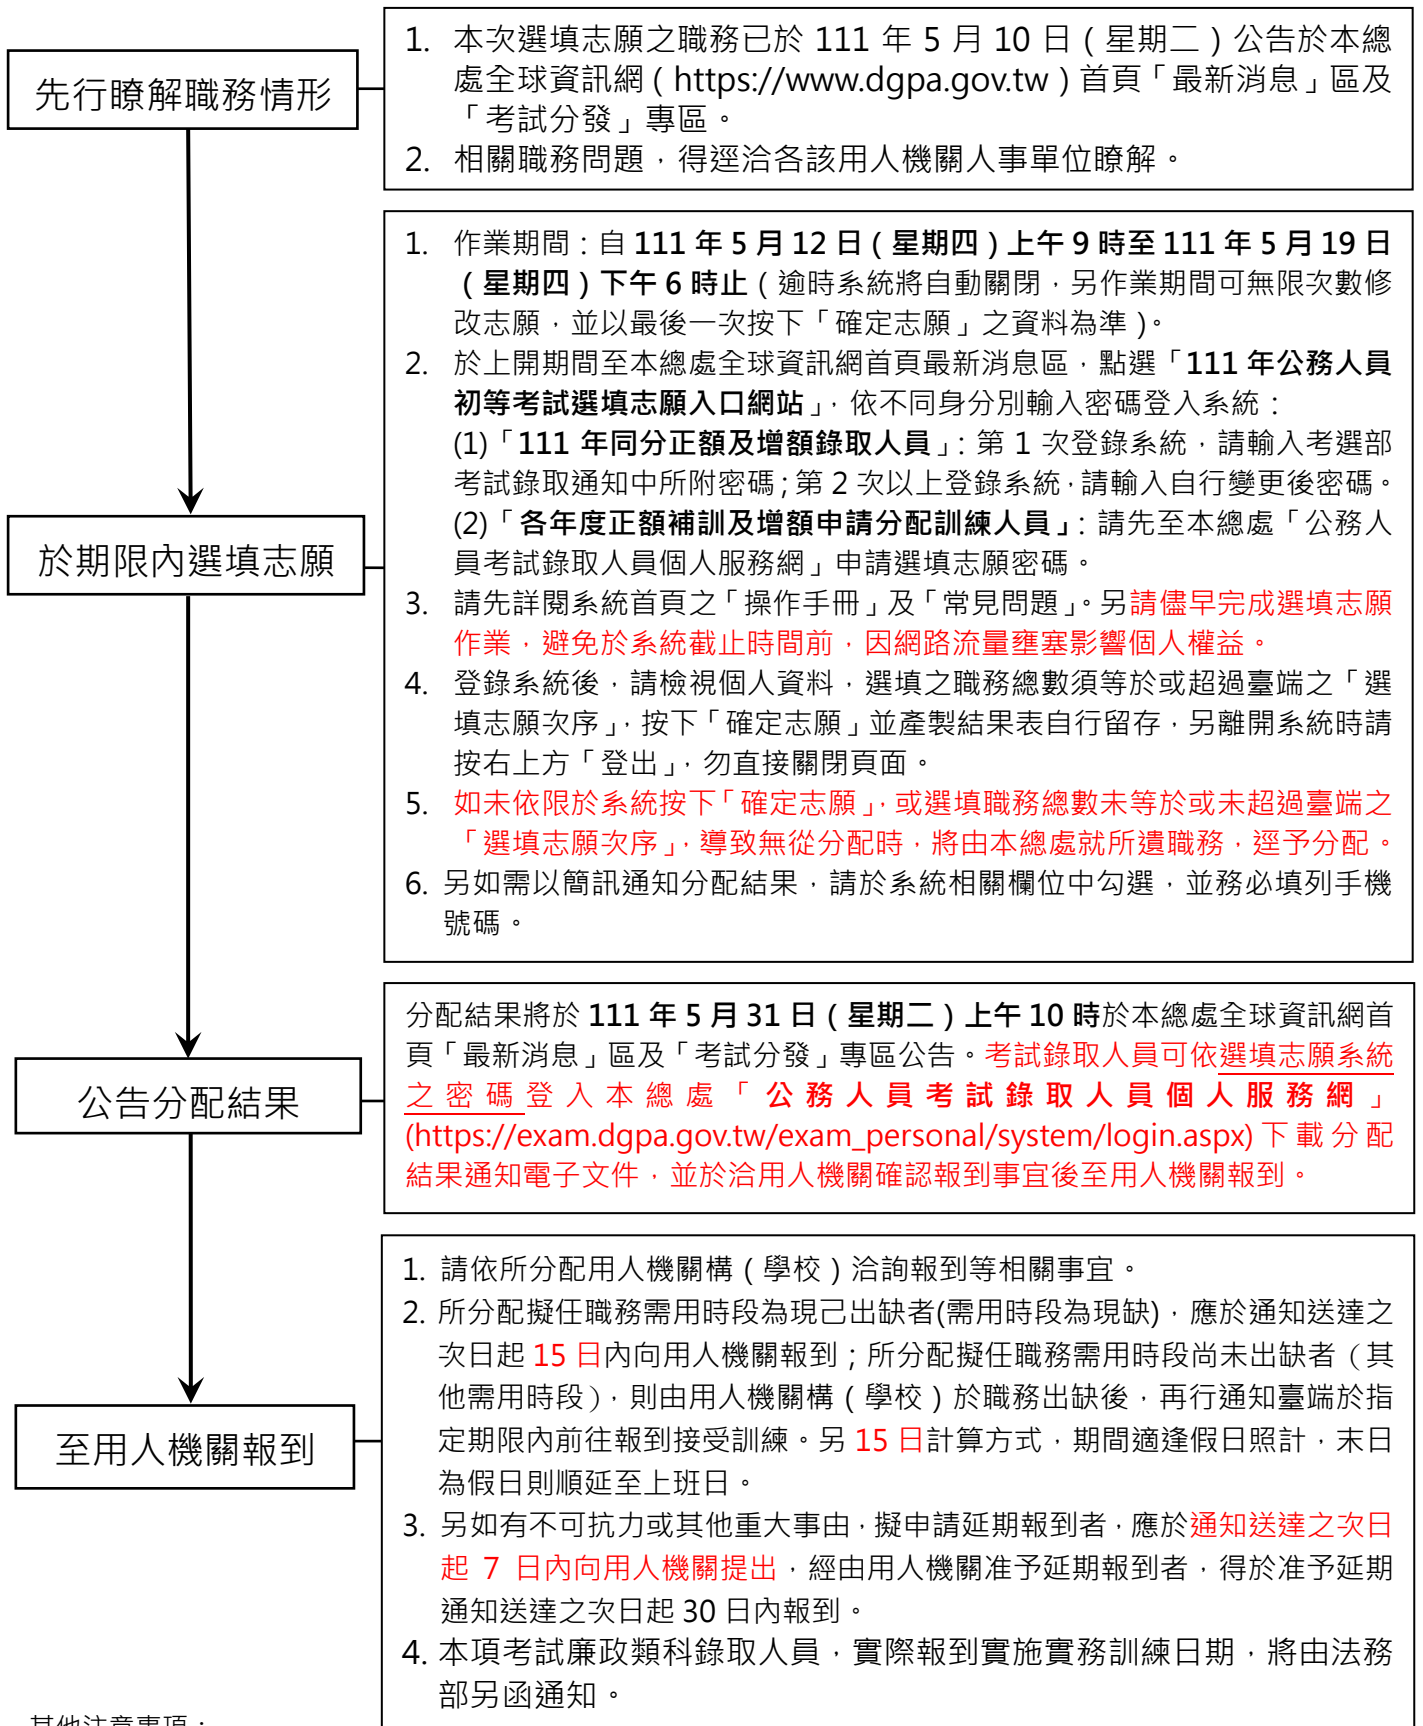 先行瞭解職務情形
1. 本次選填志願之職務已於 111 年 5 月 10 日（星期二）公告於本總
處全球資訊網（https://www.dgpa.gov.tw）首頁「最新消息」區及
「考試分發」專區。
2. 相關職務問題，得逕洽各該用人機關人事單位瞭解。
於期限內選填志願
1. 作業期間：自 111 年 5 月 12 日（星期四）上午 9 時至 111 年 5 月 19 日
（星期四）下午 6 時止（逾時系統將自動關閉，另作業期間可無限次數修
改志願，並以最後一次按下「確定志願」之資料為準）。
2. 於上開期間至本總處全球資訊網首頁最新消息區，點選「111 年公務人員
初等考試選填志願入口網站」，依不同身分別輸入密碼登入系統：
(1)「111 年同分正額及增額錄取人員」：第 1 次登錄系統，請輸入考選部
考試錄取通知中所附密碼；第 2 次以上登錄系統，請輸入自行變更後密碼。
(2)「各年度正額補訓及增額申請分配訓練人員」：請先至本總處「公務人
員考試錄取人員個人服務網」申請選填志願密碼。
3. 請先詳閱系統首頁之「操作手冊」及「常見問題」。另請儘早完成選填志願
作業，避免於系統截止時間前，因網路流量壅塞影響個人權益。
4. 登錄系統後，請檢視個人資料，選填之職務總數須等於或超過臺端之「選
填志願次序」，按下「確定志願」並產製結果表自行留存，另離開系統時請
按右上方「登出」，勿直接關閉頁面。
5. 如未依限於系統按下「確定志願」，或選填職務總數未等於或未超過臺端之
「選填志願次序」，導致無從分配時，將由本總處就所遺職務，逕予分配。
6. 另如需以簡訊通知分配結果，請於系統相關欄位中勾選，並務必填列手機
號碼。
公告分配結果
分配結果將於 111 年 5 月 31 日（星期二）上午 10 時於本總處全球資訊網首
頁「最新消息」區及「考試分發」專區公告。考試錄取人員可依選填志願系統
之密碼登入本總處「公務人員考試錄取人員個人服務網」
(https://exam.dgpa.gov.tw/exam_personal/system/login.aspx)下載分配
結果通知電子文件，並於洽用人機關確認報到事宜後至用人機關報到。
至用人機關報到
1. 請依所分配用人機關構（學校）洽詢報到等相關事宜。
2. 所分配擬任職務需用時段為現已出缺者(需用時段為現缺)，應於通知送達之
次日起 15 日內向用人機關報到；所分配擬任職務需用時段尚未出缺者（其
他需用時段），則由用人機關構（學校）於職務出缺後，再行通知臺端於指
定期限內前往報到接受訓練。另 15 日計算方式，期間適逢假日照計，末日
為假日則順延至上班日。
3. 另如有不可抗力或其他重大事由，擬申請延期報到者，應於通知送達之次日
起 7 日內向用人機關提出，經由用人機關准予延期報到者，得於准予延期
通知送達之次日起 30 日內報到。
4. 本項考試廉政類科錄取人員，實際報到實施實務訓練日期，將由法務
部另函通知。
其他注意事項：